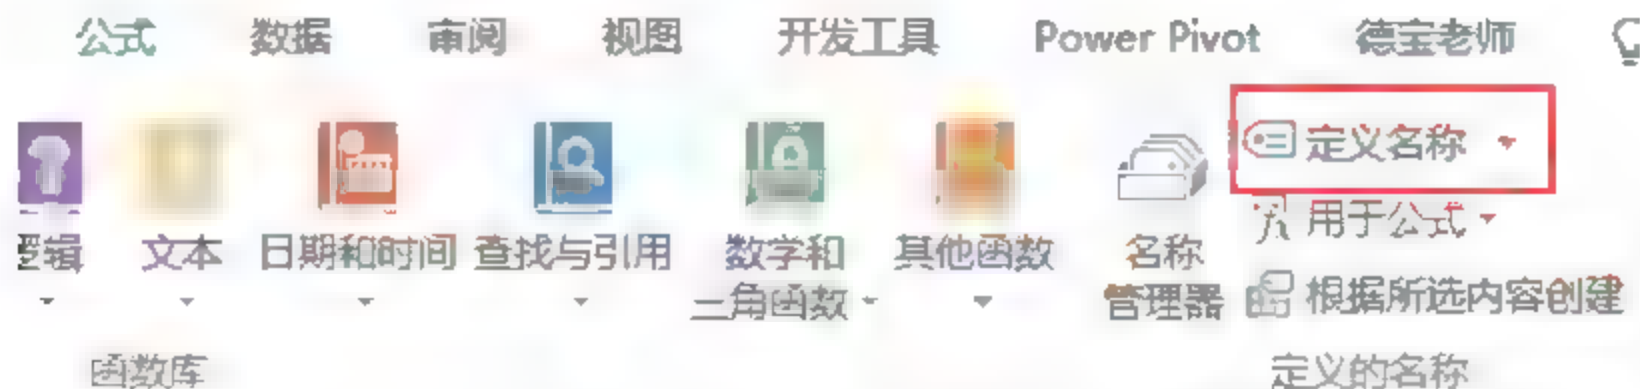 公式 数据 审阅 视图 开发工具 Power Pivot 德宝老师
定义名称
用于公式
逻辑 文本 日期和时间 查找与引用 数学和 其他函数 名称
三角函数 管理器 根据所选内容创建
函数库 定义的名称